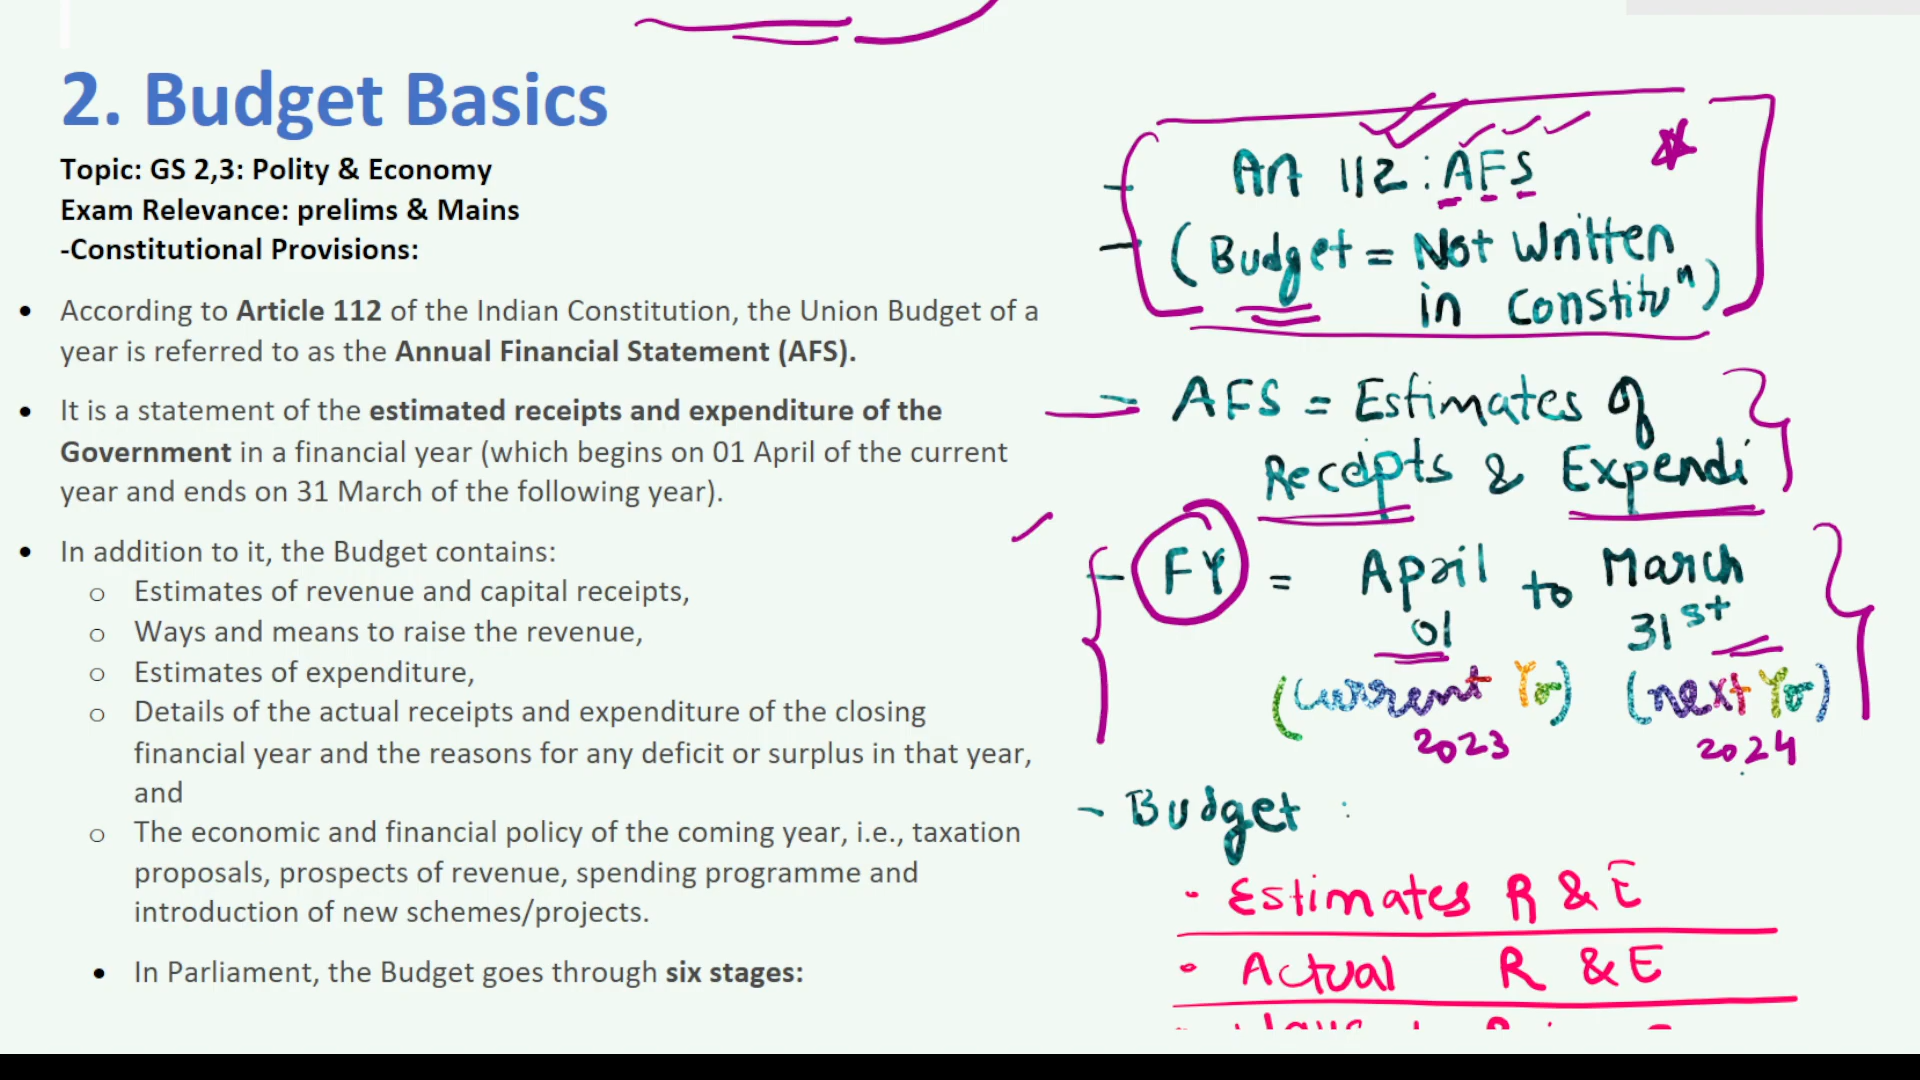 2. Budget Basics
Topic: GS 2,3: Polity & Economy
Exam Relevance: prelims & Mains
-Constitutional Provisions:
• According to Article 112 of the Indian Constitution, the Union Budget of a
year is referred to as the Annual Financial Statement (AFS).
• It is a statement of the estimated receipts and expenditure of the
Government in a financial year (which begins on 01 April of the current
year and ends on 31 March of the following year).
• In addition to it, the Budget contains:
o Estimates of revenue and capital receipts,
o Ways and means to raise the revenue,
o Estimates of expenditure,
o Details of the actual receipts and expenditure of the closing
financial year and the reasons for any deficit or surplus in that year,
and
o The economic and financial policy of the coming year, i.e., taxation
proposals, prospects of revenue, spending programme and
introduction of new schemes/projects.
• In Parliament, the Budget goes through six stages:
- Art 112 : AFS
- (Budget = Not written
in Constituⁿ)
- AFS = Estimates of
Receipts & Expendi
- FY = April to March
01 31st
(current Yr) (next Yr)
2023 2024
- Budget :
• Estimates R & E
• Actual R & E